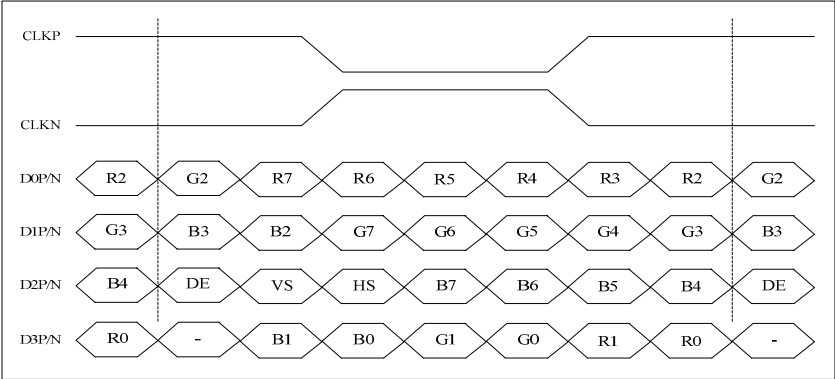 CLKP
CLKN
D0P/N R2 G2 R7 R6 R5 R4 R3 R2 G2
D1P/N G3 B3 B2 G7 G6 G5 G4 G3 B3
D2P/N B4 DE VS HS B7 B6 B5 B4 DE
D3P/N R0 - B1 B0 G1 G0 R1 R0 -